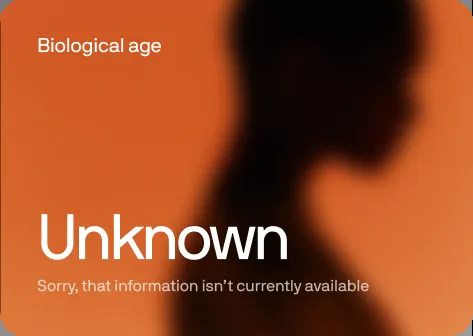 Biological age
Unknown
Sorry, that information isn't currently available